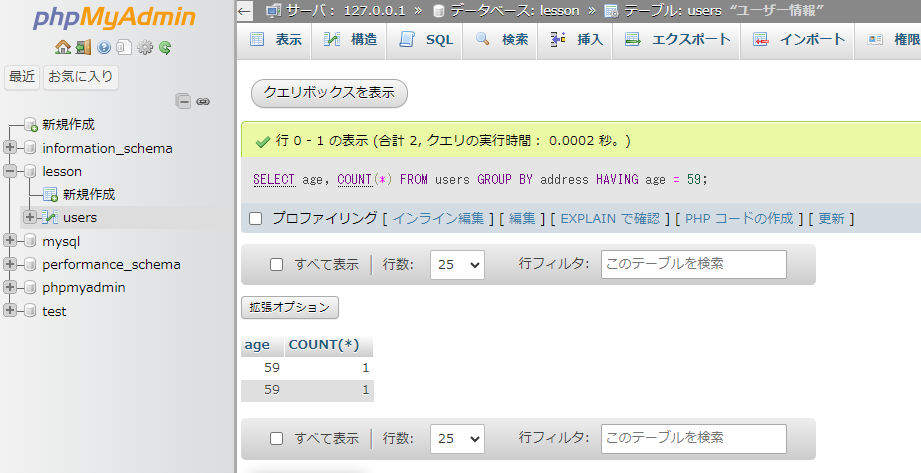 phpMyAdmin
最近 お気に入り
新規作成
information_schema
lesson
新規作成
users
mysql
performance_schema
phpmyadmin
test
サーバ： 127.0.0.1 » データベース: lesson » テーブル: users “ユーザー情報”
表示 構造 SQL 検索 挿入 エクスポート インポート 権限
クエリボックスを表示
行 0 - 1 の表示 (合計 2, クエリの実行時間： 0.0002 秒。)
SELECT age, COUNT(*) FROM users GROUP BY address HAVING age = 59;
プロファイリング [ インライン編集 ] [ 編集 ] [ EXPLAIN で確認 ] [ PHP コードの作成 ] [ 更新 ]
すべて表示 行数: 25 行フィルタ: このテーブルを検索
拡張オプション
age COUNT(*)
59 1
59 1
すべて表示 行数: 25 行フィルタ: このテーブルを検索